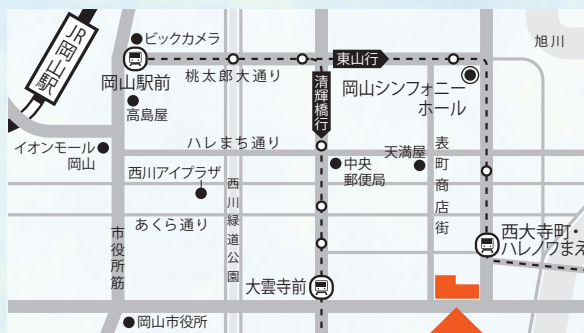 JR岡山駅
ビックカメラ
岡山駅前
桃太郎大通り
高島屋
東山行
清輝橋行
旭川
岡山シンフォニー
ホール
イオンモール
岡山
ハレまち通り
西川アイプラザ
中央
郵便局
天満屋
表町商店街
あくら通り
市役所筋
西川緑道公園
西大寺町・
ハレノワまえ
大雲寺前
岡山市役所